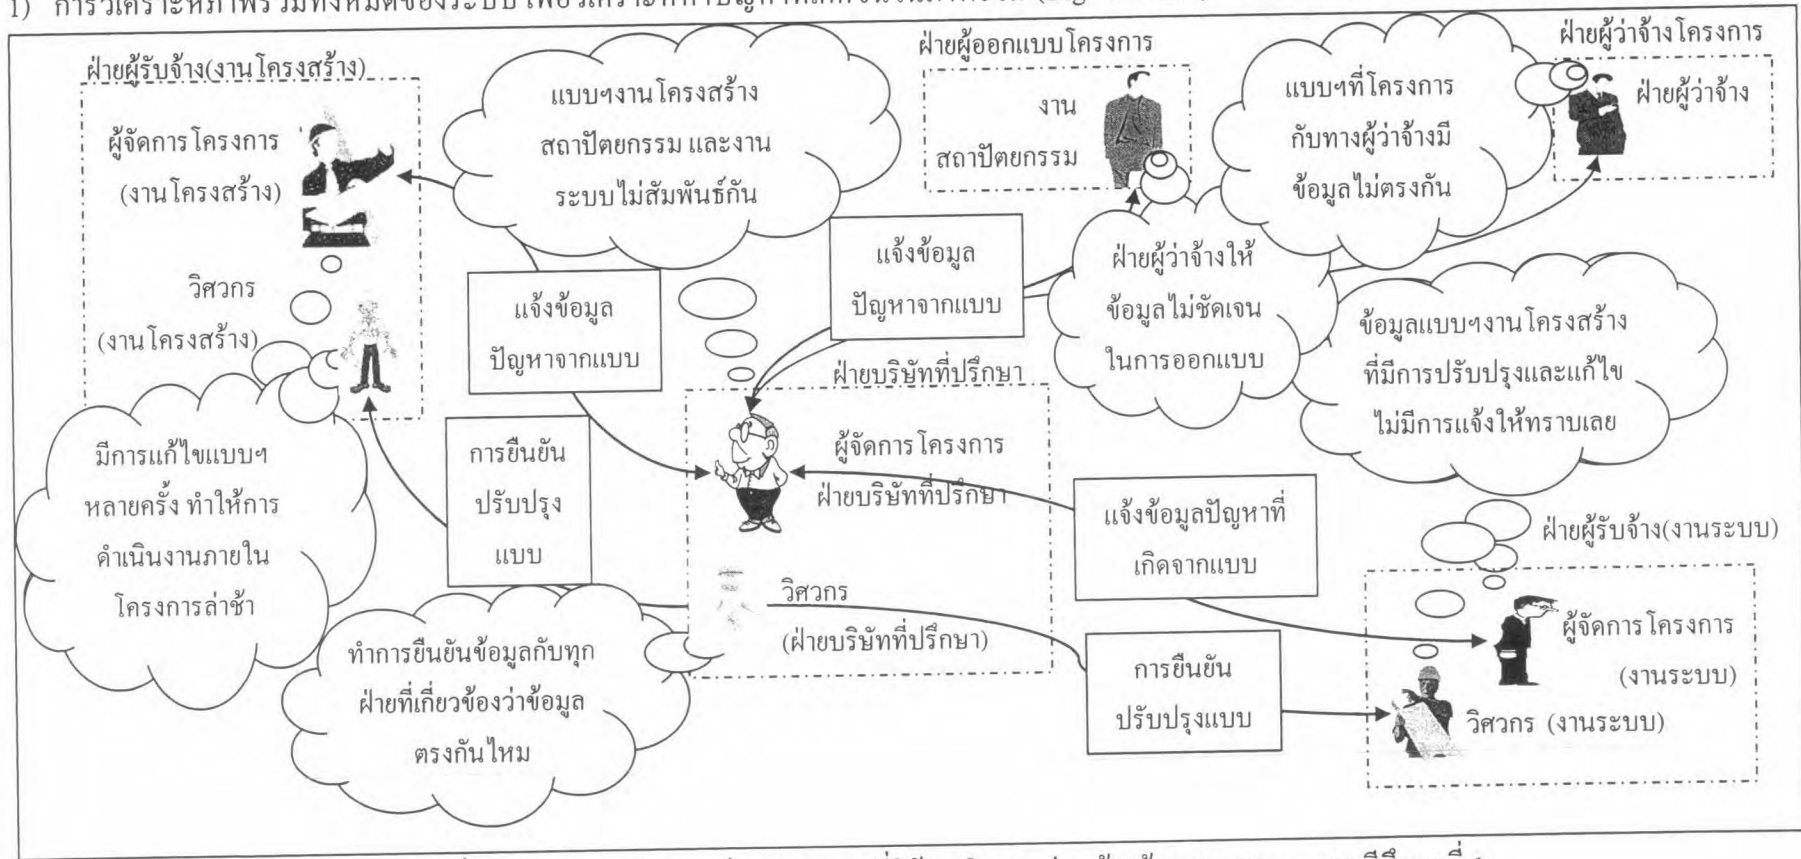 1) การวิเคราะห์ภาพรวมทั้งหมดของระบบ
ฝ่ายผู้รับจ้าง(งานโครงสร้าง)
ผู้จัดการโครงการ
(งานโครงสร้าง)
วิศวกร
(งานโครงสร้าง)
มีการแก้ไขแบบฯ
หลายครั้ง ทำให้การ
ดำเนินงานภายใน
โครงการล่าช้า
แบบฯงานโครงสร้าง
สถาปัตยกรรม และงาน
ระบบไม่สัมพันธ์กัน
แจ้งข้อมูล
ปัญหาจากแบบ
การยืนยัน
ปรับปรุง
แบบ
ทำการยืนยันข้อมูลกับทุก
ฝ่ายที่เกี่ยวข้องว่าข้อมูล
ตรงกันไหม
ฝ่ายผู้ออกแบบโครงการ
งาน
สถาปัตยกรรม
แจ้งข้อมูล
ปัญหาจากแบบ
ฝ่ายผู้ว่าจ้างให้
ข้อมูลไม่ชัดเจน
ในการออกแบบ
ฝ่ายบริษัทที่ปรึกษา
ผู้จัดการโครงการ
ฝ่ายบริษัทที่ปรึกษา
วิศวกร
(ฝ่ายบริษัทที่ปรึกษา)
แบบฯที่โครงการ
กับทางผู้ว่าจ้างมี
ข้อมูลไม่ตรงกัน
ฝ่ายผู้ว่าจ้างโครงการ
ฝ่ายผู้ว่าจ้าง
ข้อมูลแบบฯงานโครงสร้าง
ที่มีการปรับปรุงและแก้ไข
ไม่มีการแจ้งให้ทราบเลย
แจ้งข้อมูลปัญหาที่
เกิดจากแบบ
การยืนยัน
ปรับปรุงแบบ
ฝ่ายผู้รับจ้าง(งานระบบ)
ผู้จัดการโครงการ
(งานระบบ)
วิศวกร (งานระบบ)